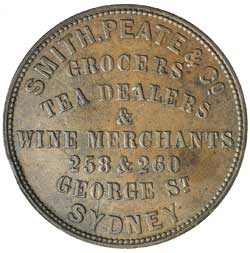 SMITH, PEATE & Co
GROCERS
TEA DEALERS
&
WINE MERCHANTS
258 & 260
GEORGE ST
SYDNEY